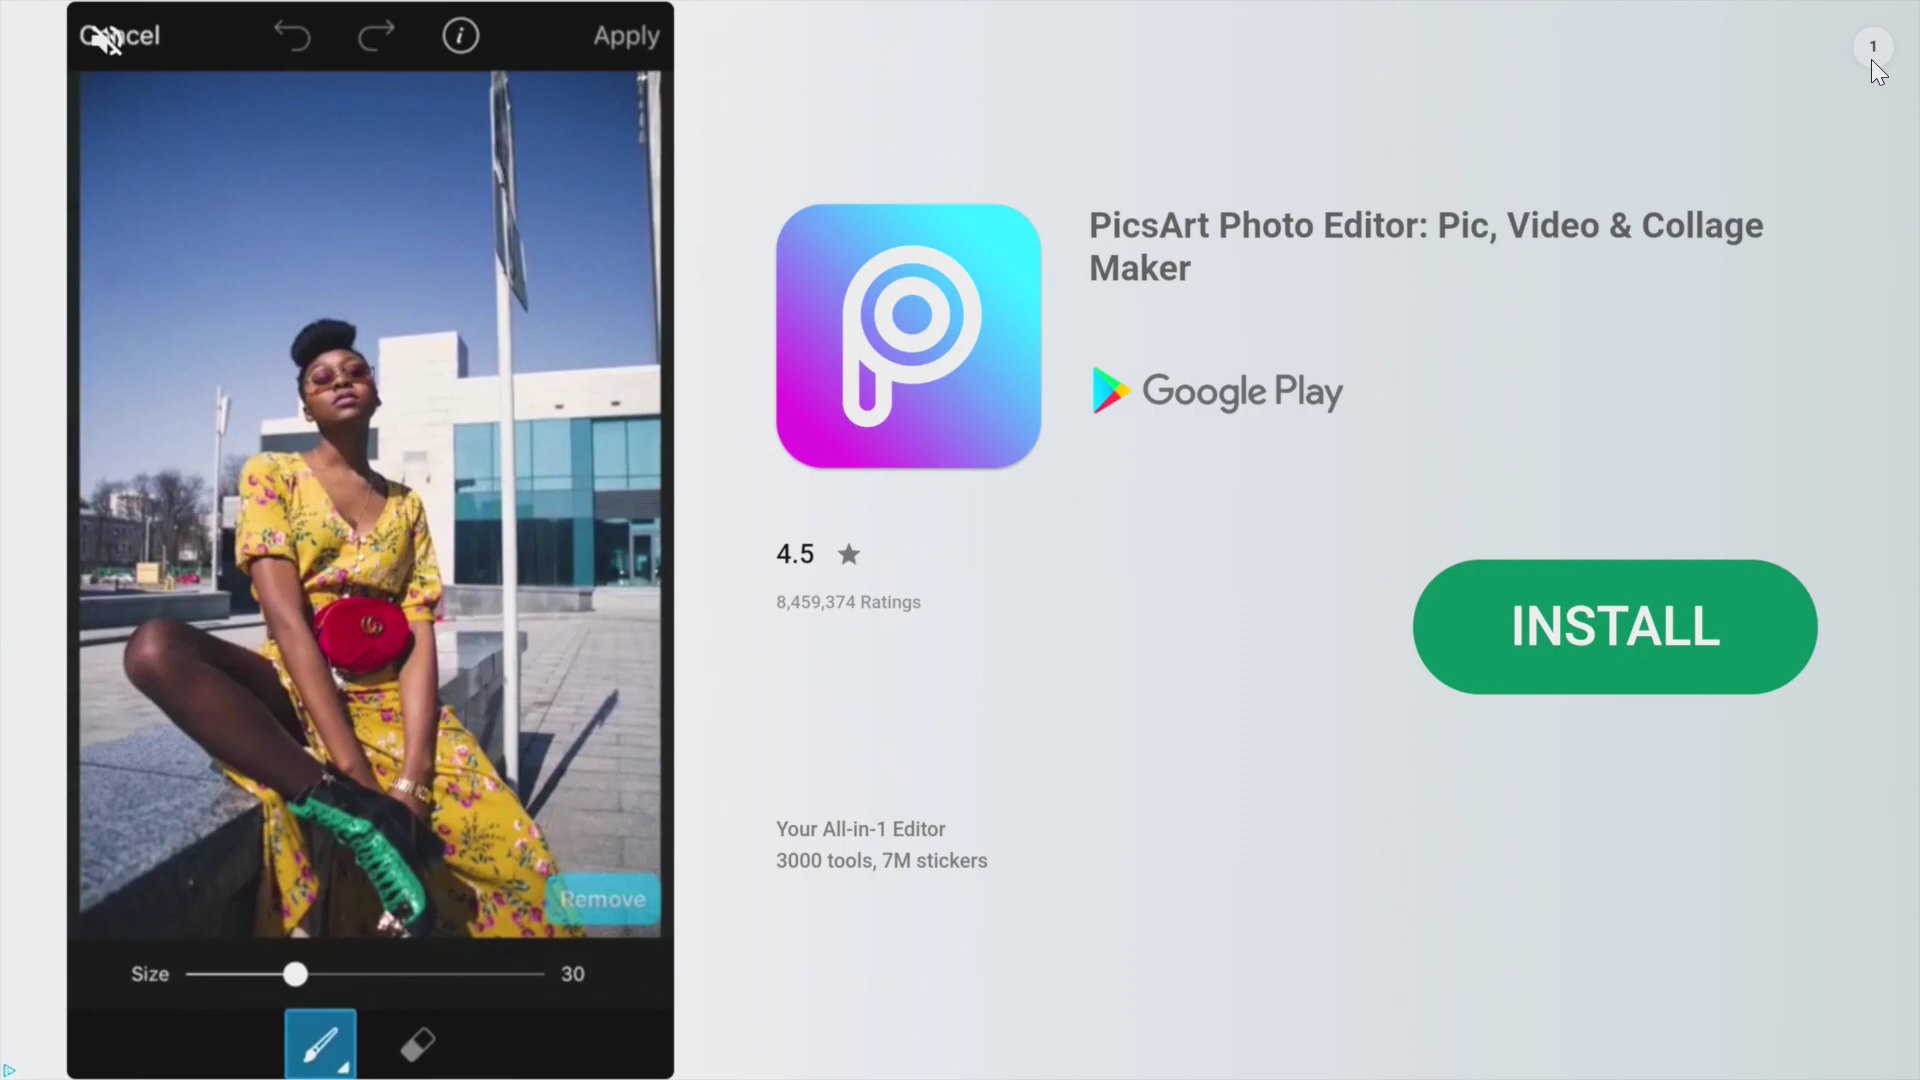 Cancel
Apply
1
PicsArt Photo Editor: Pic, Video & Collage
Maker
Google Play
4.5
8,459,374 Ratings
INSTALL
Your All-in-1 Editor
3000 tools, 7M stickers
Remove
Size
30